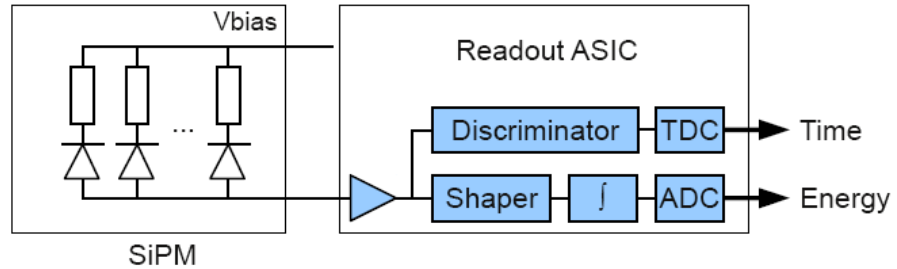 Vbias
Readout ASIC
...
Discriminator
TDC
Time
Shaper
∫
ADC
Energy
SiPM